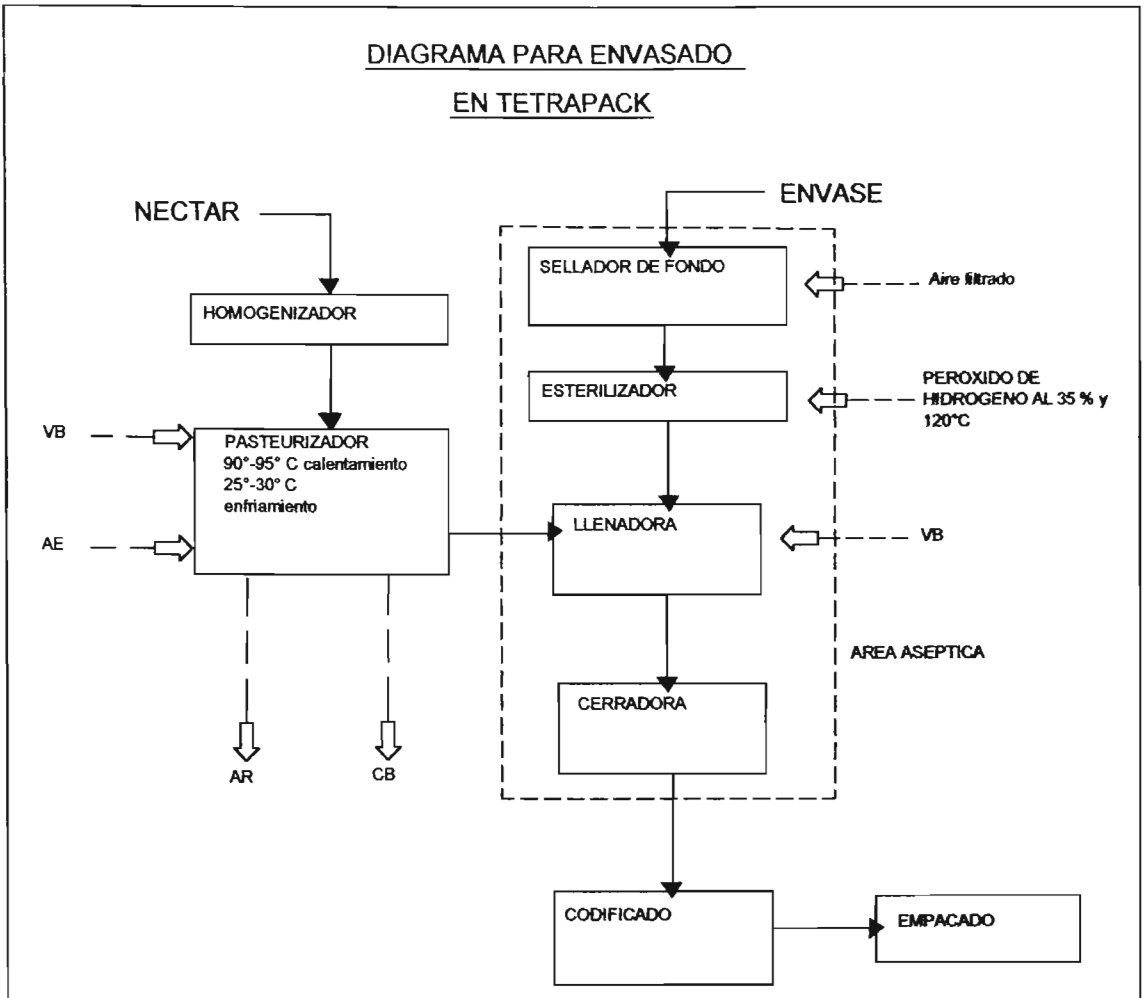 DIAGRAMA PARA ENVASADO
EN TETRAPACK
NECTAR
ENVASE
SELLADOR DE FONDO
Aire filtrado
HOMOGENIZADOR
ESTERILIZADOR
PEROXIDO DE
HIDROGENO AL 35 % y
120°C
VB
PASTEURIZADOR
90°-95° C calentamiento
25°-30° C
enfriamiento
AE
LLENADORA
VB
AREA ASEPTICA
CERRADORA
AR
CB
CODIFICADO
EMPACADO